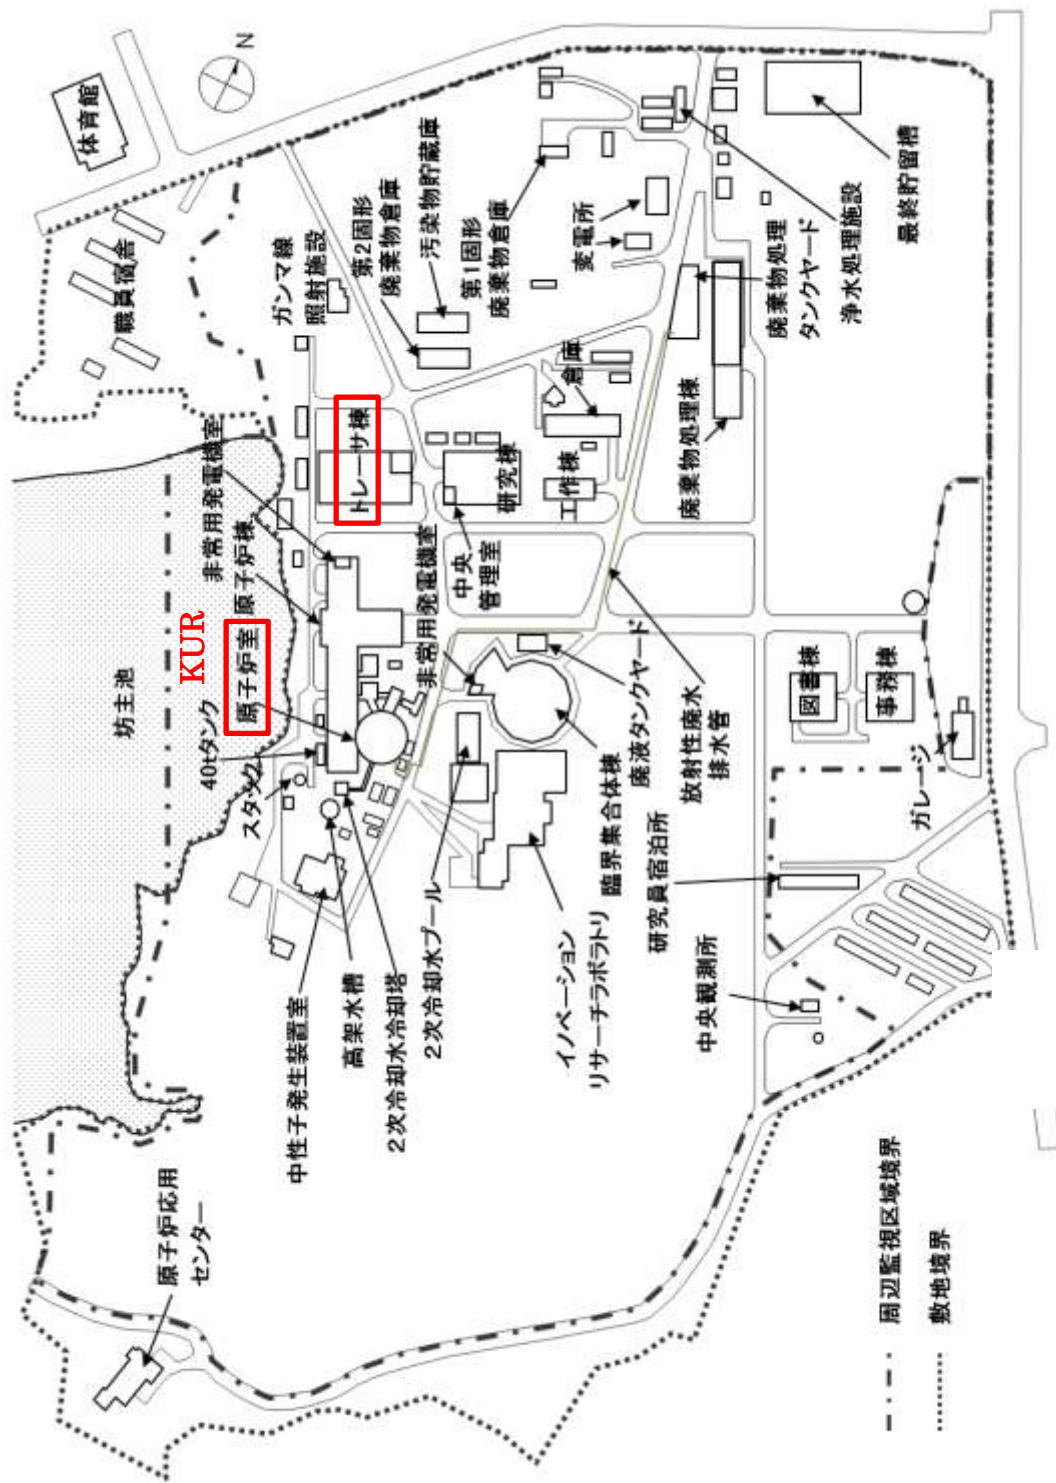 体育館
N
職員宿舎
ガンマ線
照射施設
第2固形
廃棄物倉庫
汚染物貯蔵庫
第1固形
廃棄物倉庫
変電所
廃棄物処理
タンクヤード
浄水処理施設
最終貯留槽
非常用発電機室
原子炉棟
KUR
原子炉室
40tタンク
スタック
坊主池
トレーサ棟
研究棟
中央
管理室
工作棟
倉庫
廃棄物処理棟
非常用発電機室
廃液タンクヤード
放射性廃水
排水管
図書棟
事務棟
ガレージ
中性子発生装置室
高架水槽
2次冷却水冷却塔
2次冷却水プール
イノベーション
リサーチラボラトリ
臨界集合体棟
研究員宿泊所
中央観測所
原子炉応用
センター
周辺監視区域境界
敷地境界